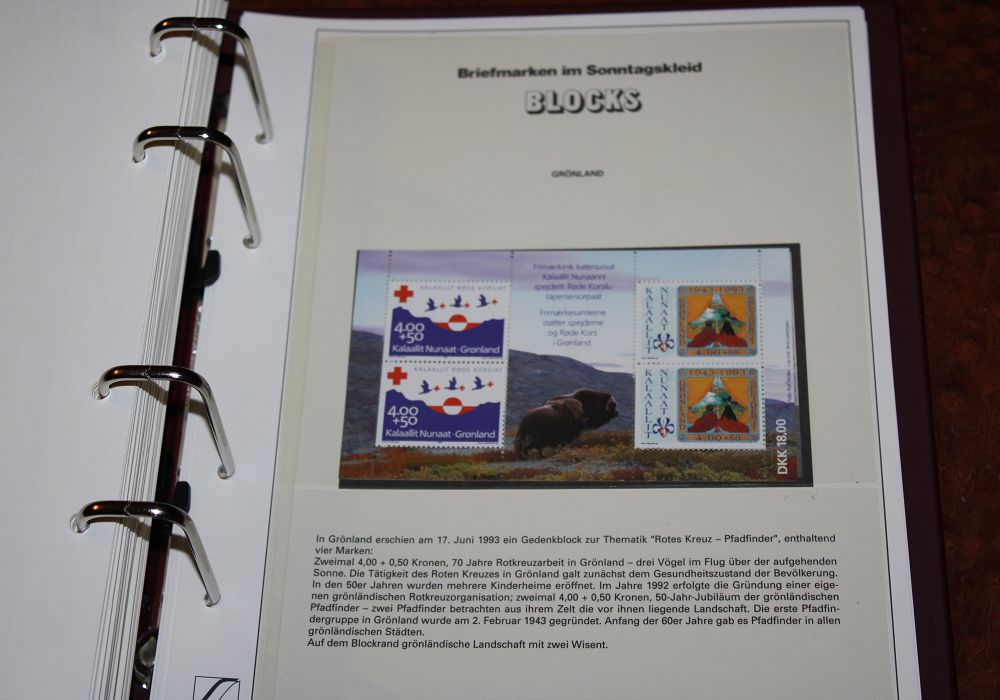 Briefmarken im Sonntagskleid
BLOCKS
GRÖNLAND
Frimærkinik katersuisut
Kalaallit Nunaanni
spejderit Røde Korsilu
tapersersorpaat
Frimærkesamlerne
støtter spejderne
og Røde Kors
i Grønland
KALAALLIT RØDE KORSIAT
4.00
+50
Kalaallit Nunaat·Grønland
KALAALLIT RØDE KORSIAT
4.00
+50
Kalaallit Nunaat·Grønland
KALAALLIT
NUNAAT
1943-1993
GRØNLAND
4.00+50
KALAALLIT
NUNAAT
1943-1993
GRØNLAND
4.00+50
DKK 18,00
In Grönland erschien am 17. Juni 1993 ein Gedenkblock zur Thematik "Rotes Kreuz – Pfadfinder", enthaltend
vier Marken:
Zweimal 4,00 + 0,50 Kronen, 70 Jahre Rotkreuzarbeit in Grönland – drei Vögel im Flug über der aufgehenden
Sonne. Die Tätigkeit des Roten Kreuzes in Grönland galt zunächst dem Gesundheitszustand der Bevölkerung.
In den 50er Jahren wurden mehrere Kinderheime eröffnet. Im Jahre 1992 erfolgte die Gründung einer eige-
nen grönländischen Rotkreuzorganisation; zweimal 4,00 + 0,50 Kronen, 50-Jahr-Jubiläum der grönländischen
Pfadfinder – zwei Pfadfinder betrachten aus ihrem Zelt die vor ihnen liegende Landschaft. Die erste Pfadfin-
dergruppe in Grönland wurde am 2. Februar 1943 gegründet. Anfang der 60er Jahre gab es Pfadfinder in allen
grönländischen Städten.
Auf dem Blockrand grönländische Landschaft mit zwei Wisent.